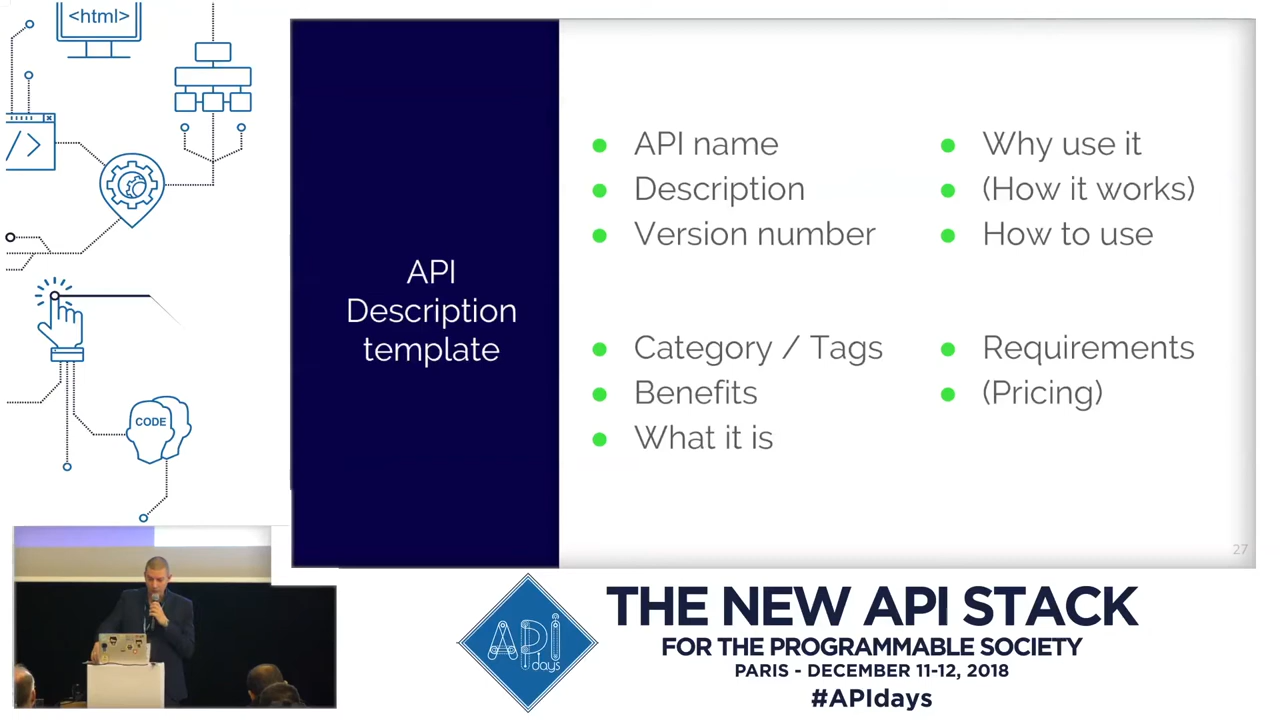 <html>
/>
CODE
API
Description
template
API name
Description
Version number
Category / Tags
Benefits
What it is
Why use it
(How it works)
How to use
Requirements
(Pricing)
27
API
days
THE NEW API STACK
FOR THE PROGRAMMABLE SOCIETY
PARIS - DECEMBER 11-12, 2018
#APIdays